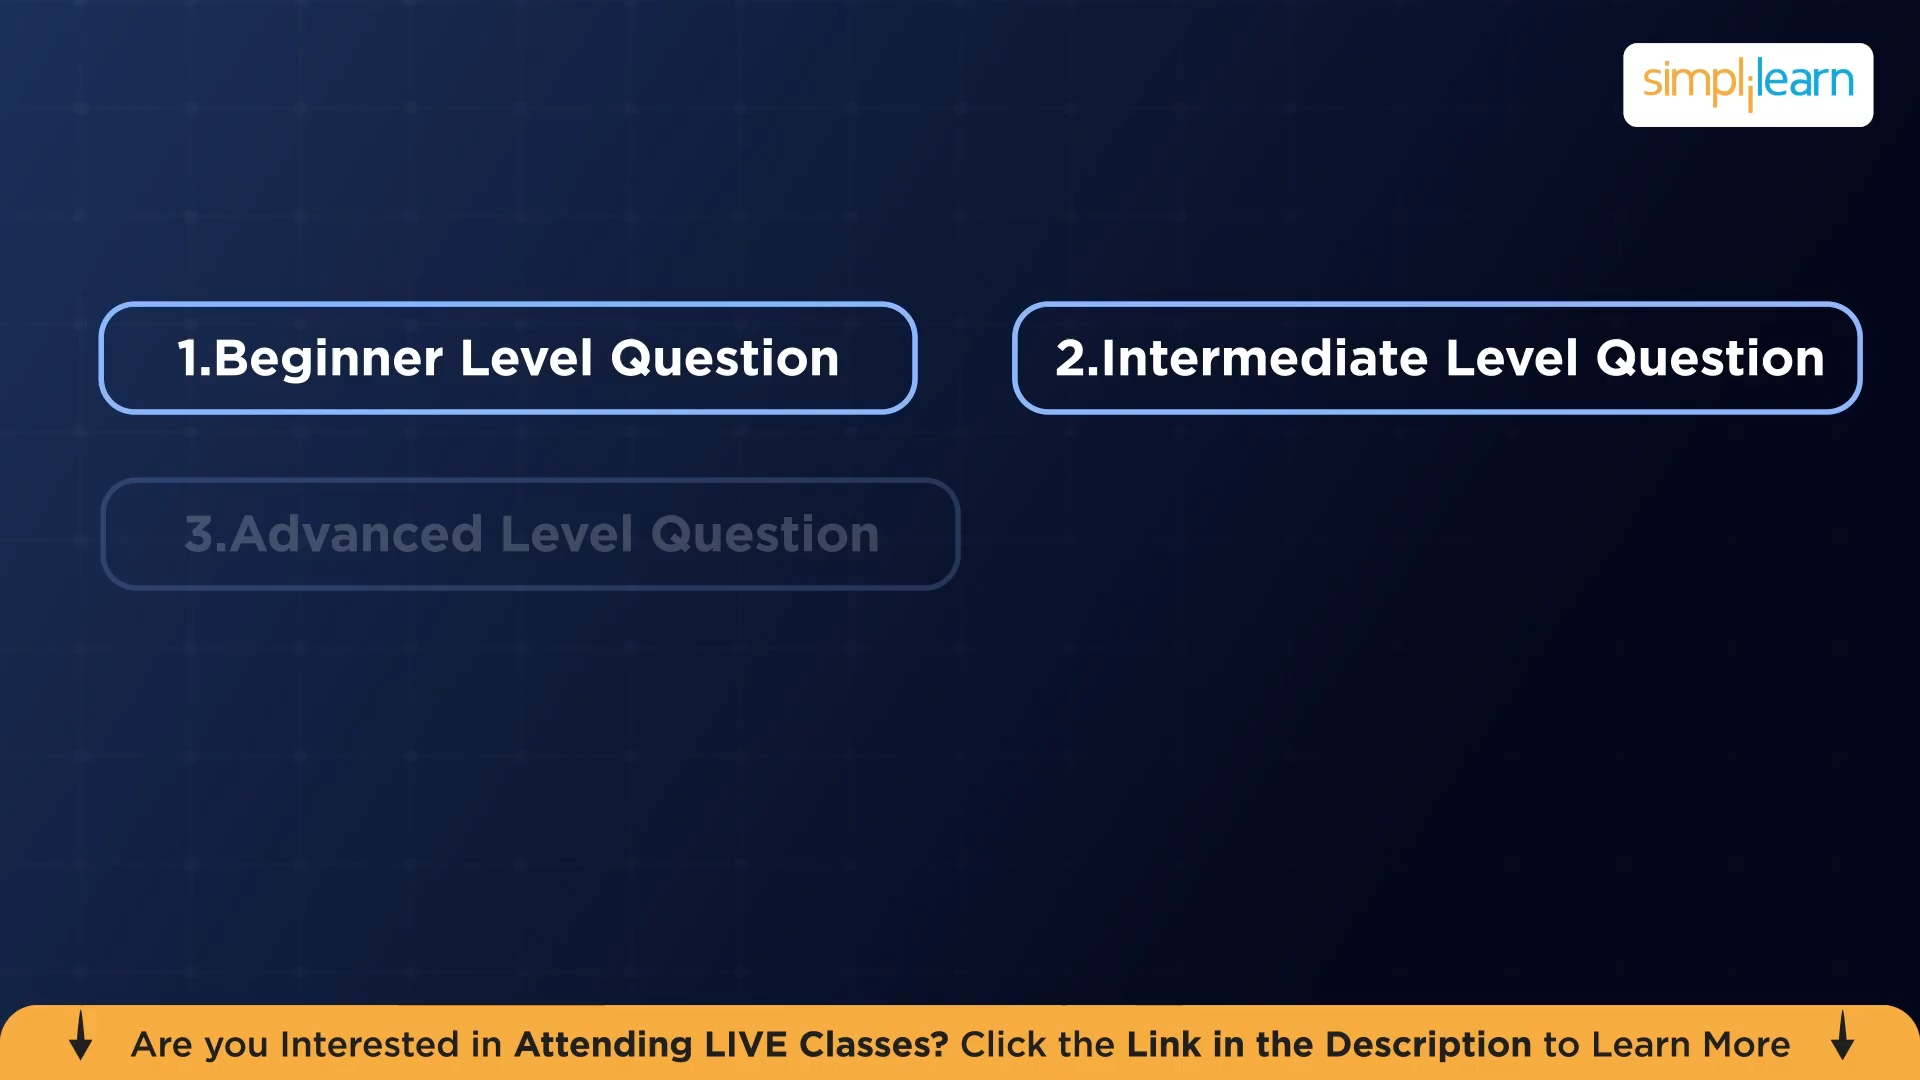 simplilearn
1.Beginner Level Question
2.Intermediate Level Question
3.Advanced Level Question
Are you Interested in Attending LIVE Classes? Click the Link in the Description to Learn More